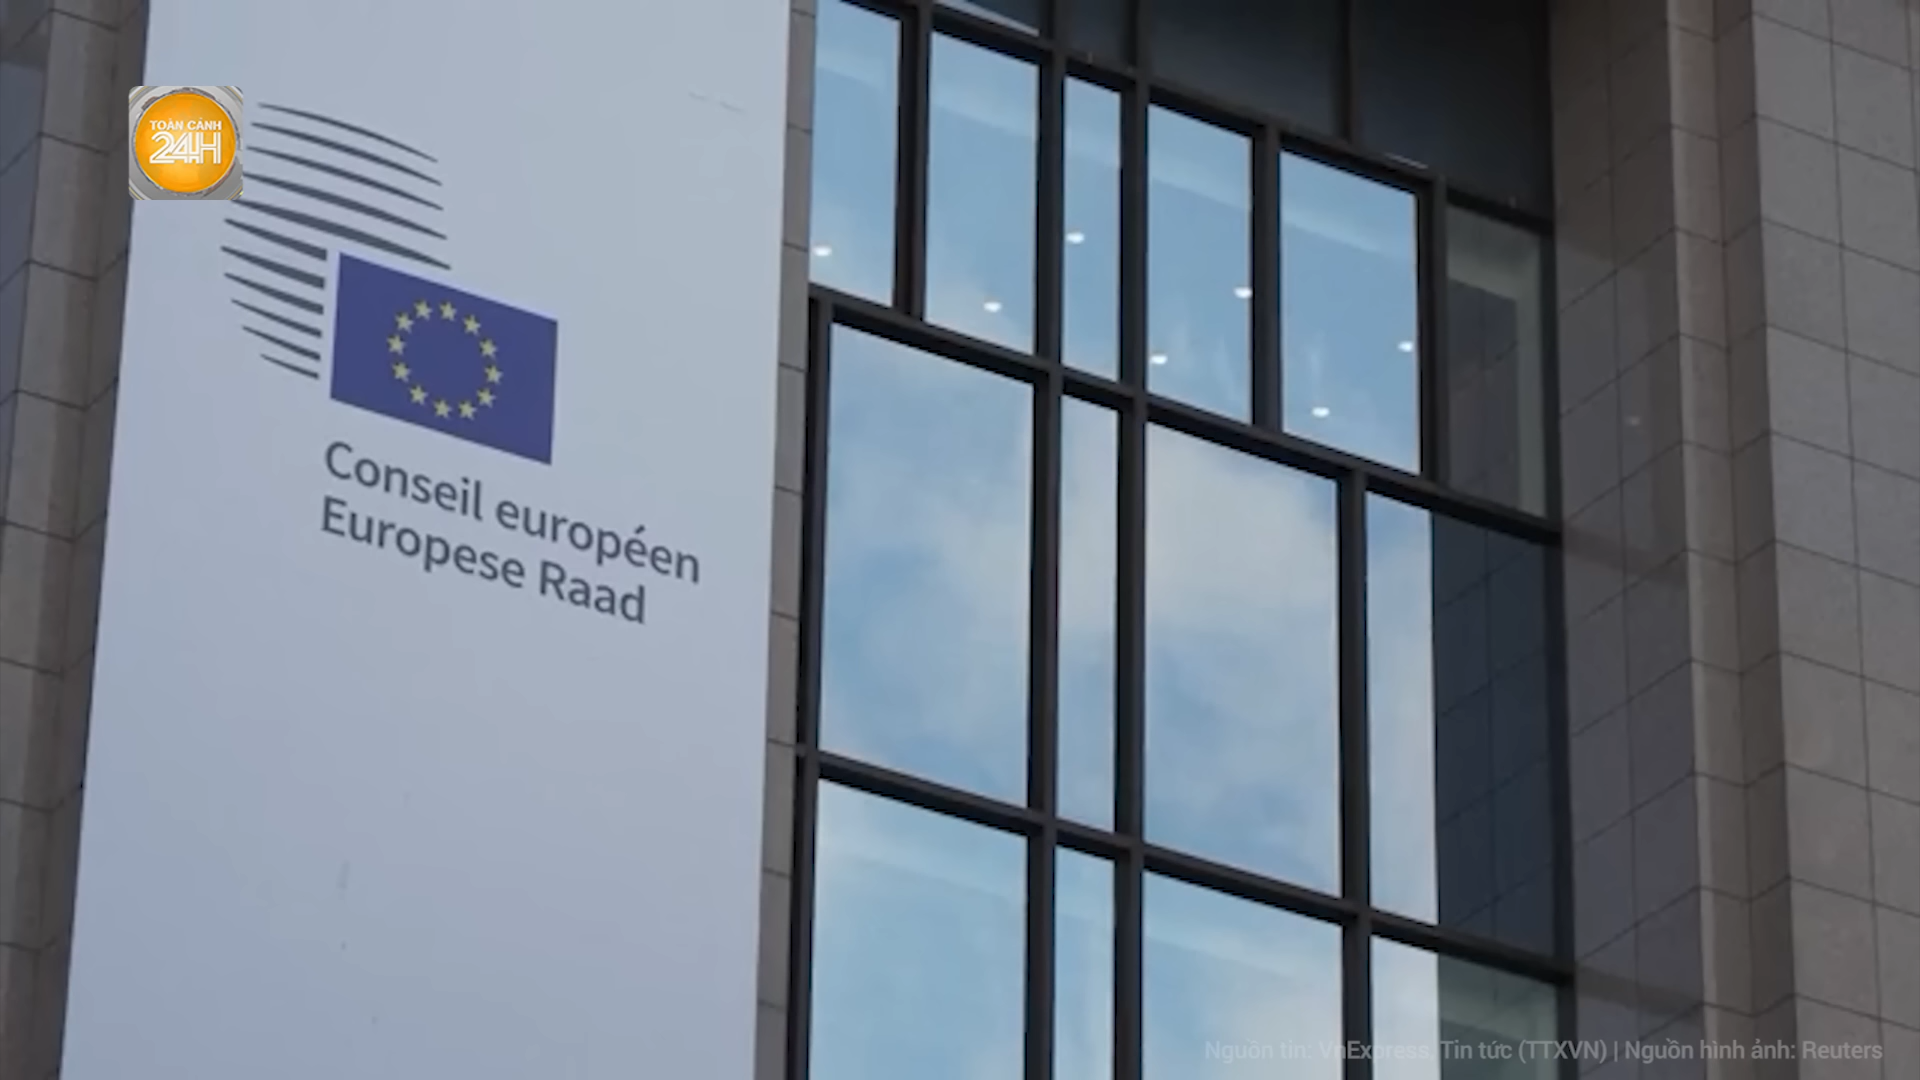 TOÀN CẢNH
24H
Conseil européen
Europese Raad
Nguồn tin: VnExpress, Tin tức (TTXVN) | Nguồn hình ảnh: Reuters